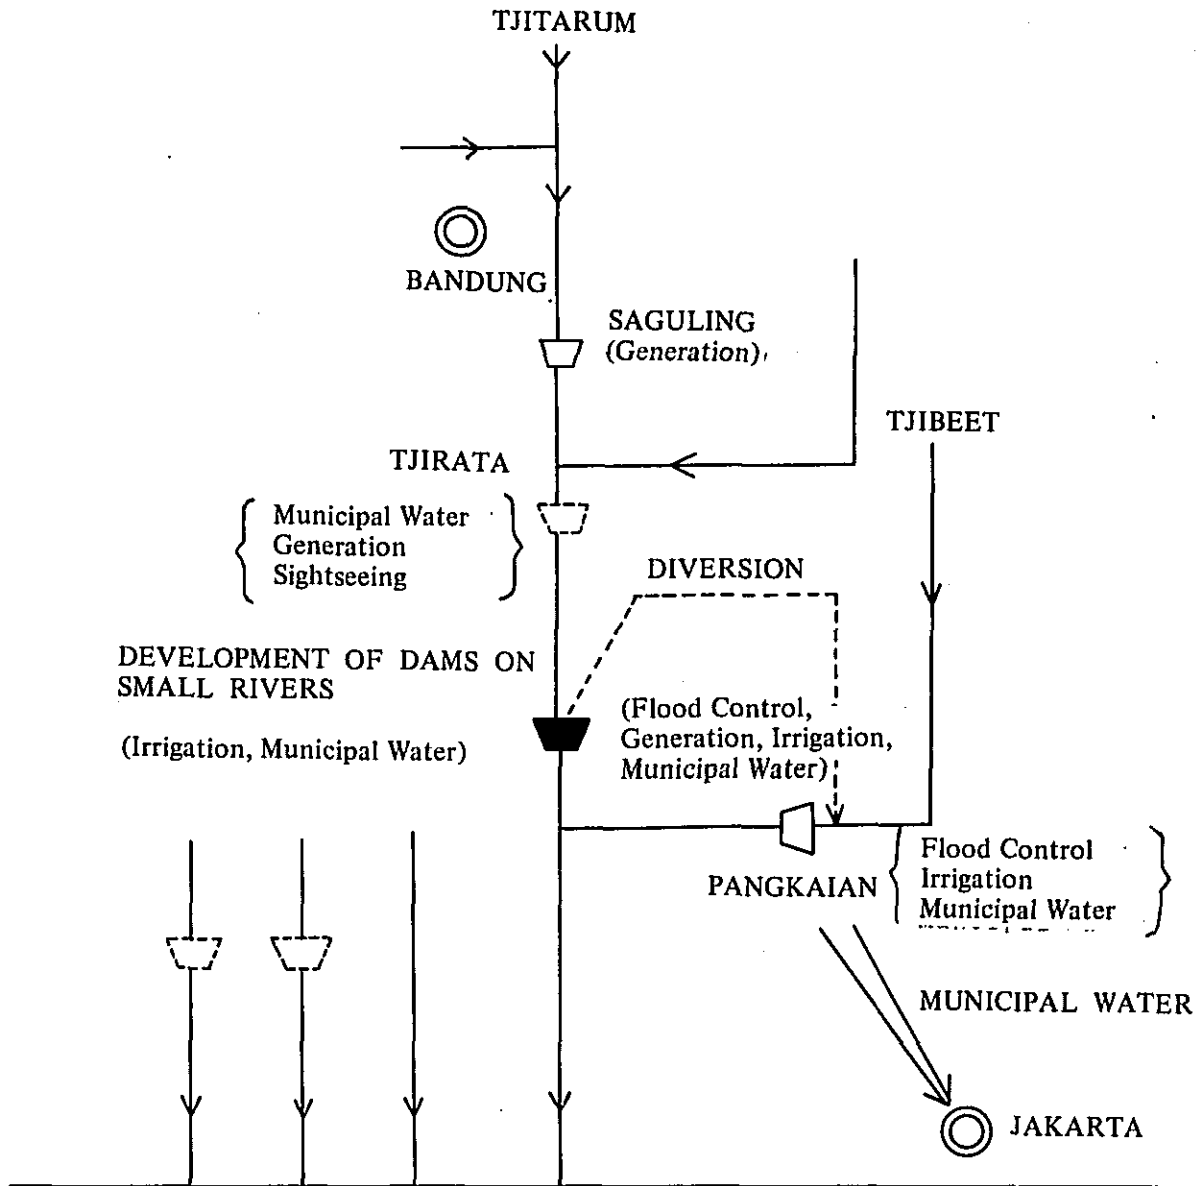 TJITARUM
BANDUNG
SAGULING
(Generation)
TJIBEET
TJIRATA
Municipal Water
Generation
Sightseeing
DIVERSION
DEVELOPMENT OF DAMS ON
SMALL RIVERS
(Irrigation, Municipal Water)
(Flood Control,
Generation, Irrigation,
Municipal Water)
PANGKAIAN
Flood Control
Irrigation
Municipal Water
MUNICIPAL WATER
JAKARTA